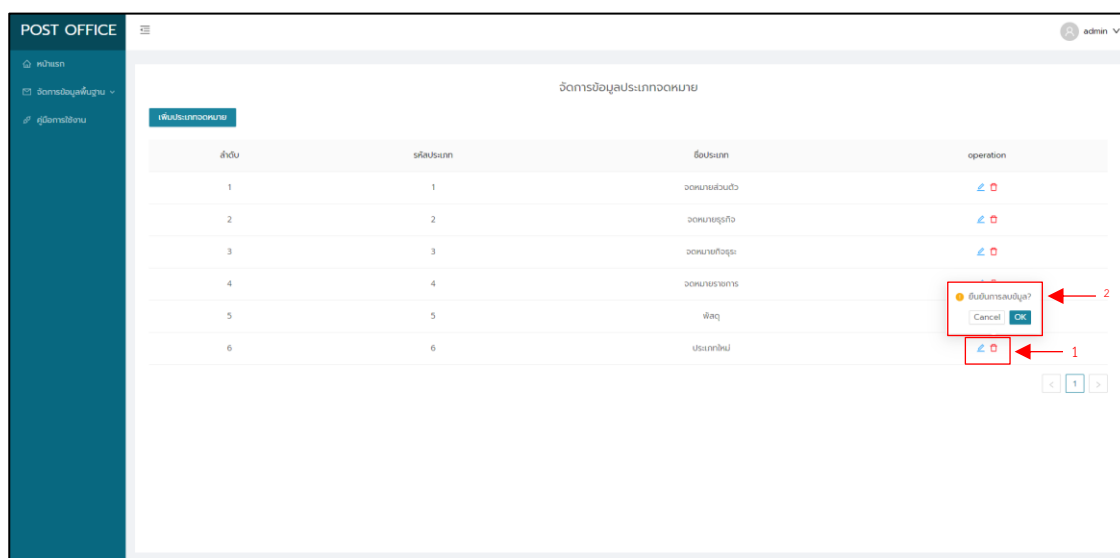 POST OFFICE
admin
หน้าแรก
จัดการข้อมูลพื้นฐาน
คู่มือการใช้งาน
จัดการข้อมูลประเภทจดหมาย
เพิ่มประเภทจดหมาย
ลำดับ รหัสประเภท ชื่อประเภท operation
1 1 จดหมายส่วนตัว
2 2 จดหมายธุรกิจ
3 3 จดหมายกิจธุระ
4 4 จดหมายราชการ
ยืนยันการลบข้มูล? 2
5 5 พัสดุ Cancel OK
6 6 ประเภทใหม่ 1
< 1 >